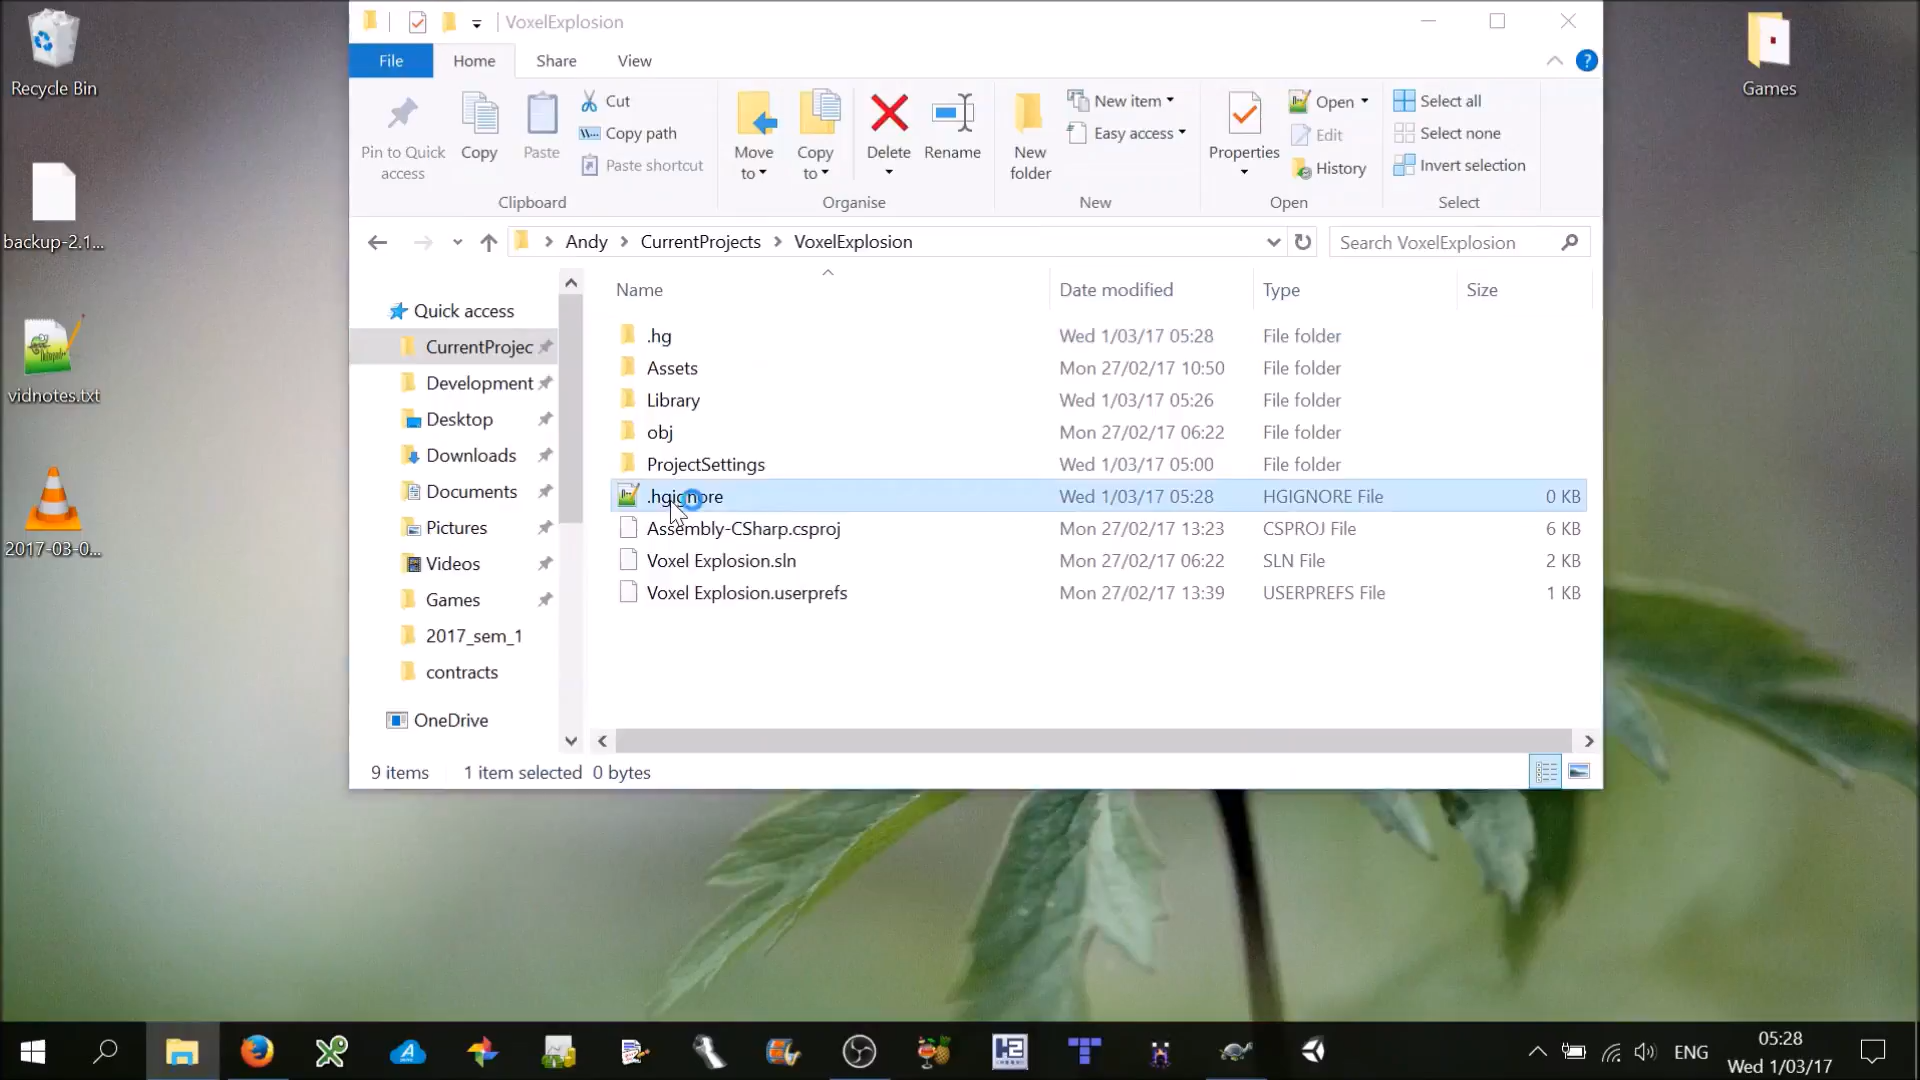 VoxelExplosion
File
Home
Share
View
Pin to Quick access
Copy
Paste
Cut
Copy path
Paste shortcut
Clipboard
Move to
Copy to
Delete
Rename
Organise
New folder
New item
Easy access
New
Properties
Open
Edit
History
Open
Select all
Select none
Invert selection
Select
Andy > CurrentProjects > VoxelExplosion
Search VoxelExplosion
Quick access
CurrentProjec
Development
Desktop
Downloads
Documents
Pictures
Videos
Games
2017_sem_1
contracts
OneDrive
Name Date modified Type Size
.hg Wed 1/03/17 05:28 File folder
Assets Mon 27/02/17 10:50 File folder
Library Wed 1/03/17 05:26 File folder
obj Mon 27/02/17 06:22 File folder
ProjectSettings Wed 1/03/17 05:00 File folder
.hgignore Wed 1/03/17 05:28 HGIGNORE File 0 KB
Assembly-CSharp.csproj Mon 27/02/17 13:23 CSPROJ File 6 KB
Voxel Explosion.sln Mon 27/02/17 06:22 SLN File 2 KB
Voxel Explosion.userprefs Mon 27/02/17 13:39 USERPREFS File 1 KB
9 items 1 item selected 0 bytes
Recycle Bin
backup-2.1...
vidnotes.txt
2017-03-0...
Games
ENG
05:28
Wed 1/03/17